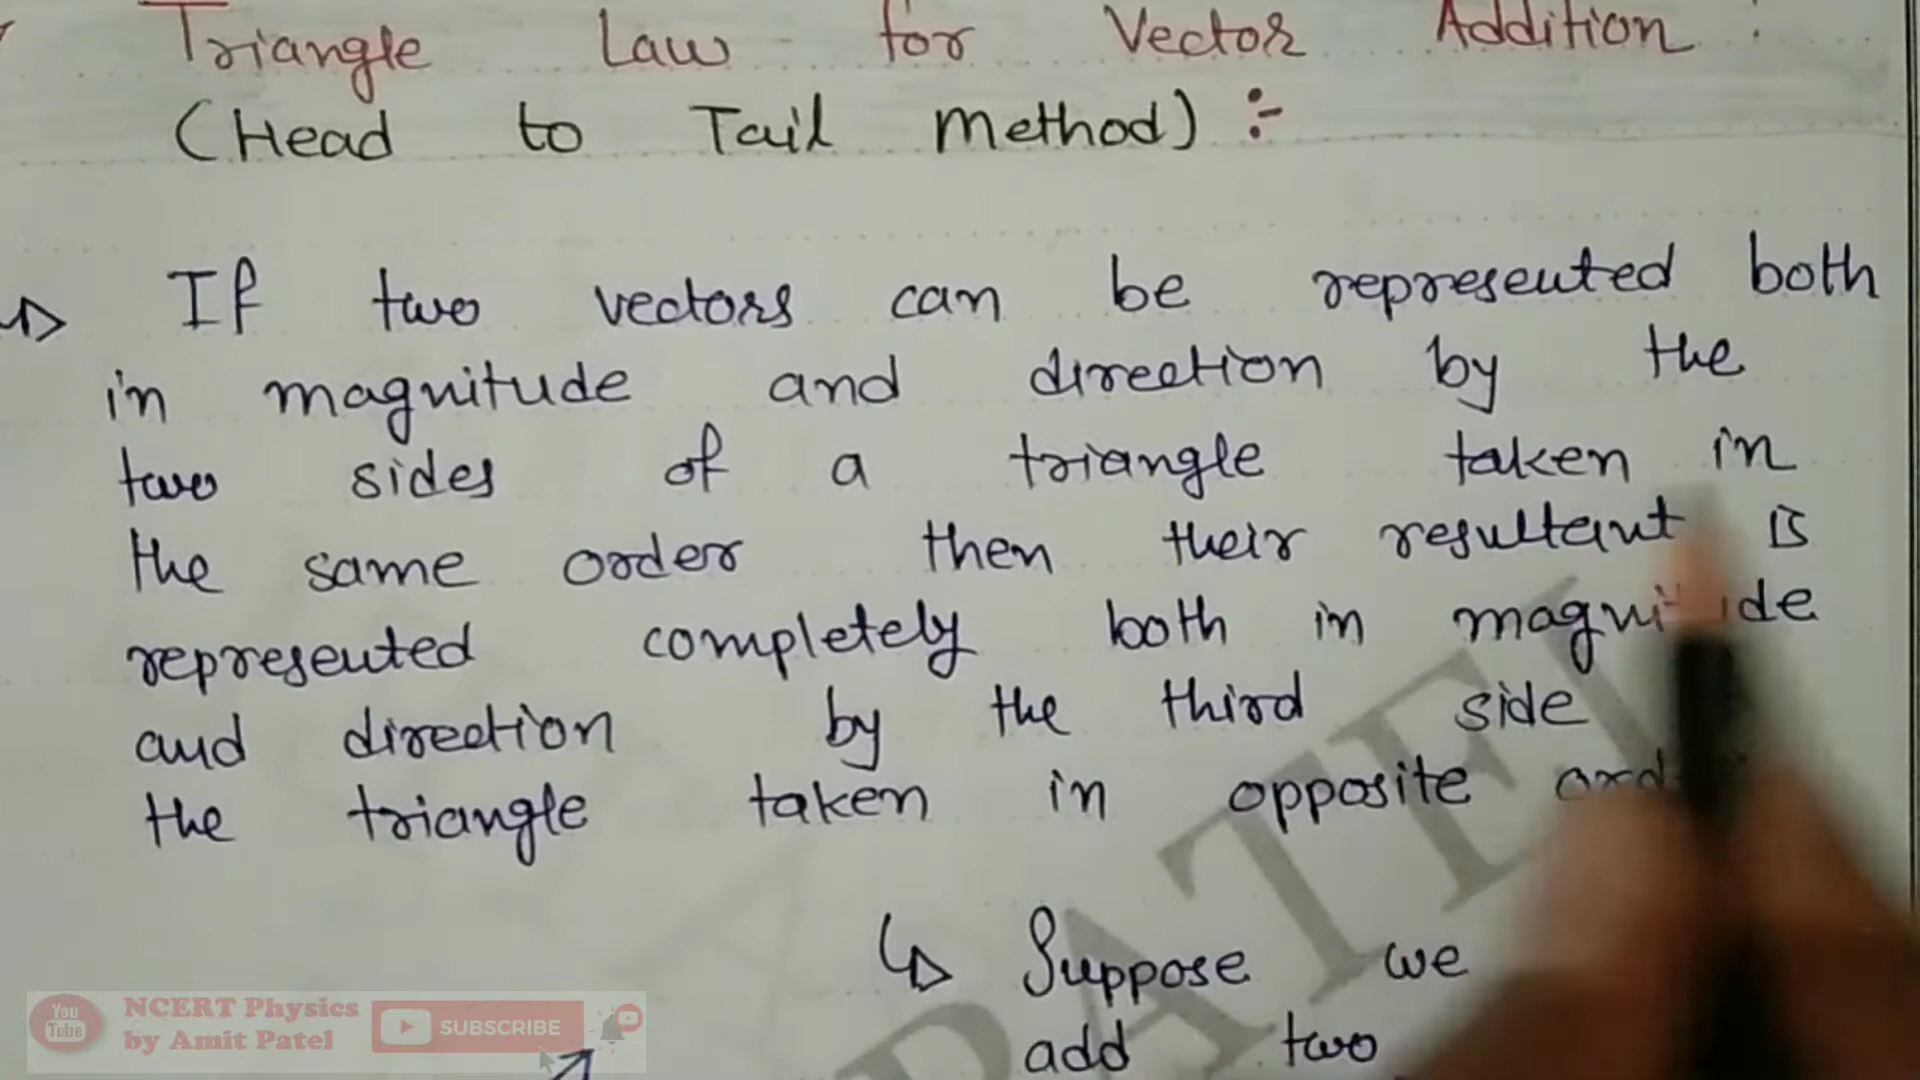 Triangle Law for Vector Addition :
(Head to Tail Method) :-
If two vectors can be represented both
in magnitude and direction by the
two sides of a triangle taken in
the same order then their resultant is
represented completely both in
and direction by the third side
the triangle taken in opposite
Suppose we
add two
PATEL
You
Tube
NCERT Physics
by Amit Patel
SUBSCRIBE